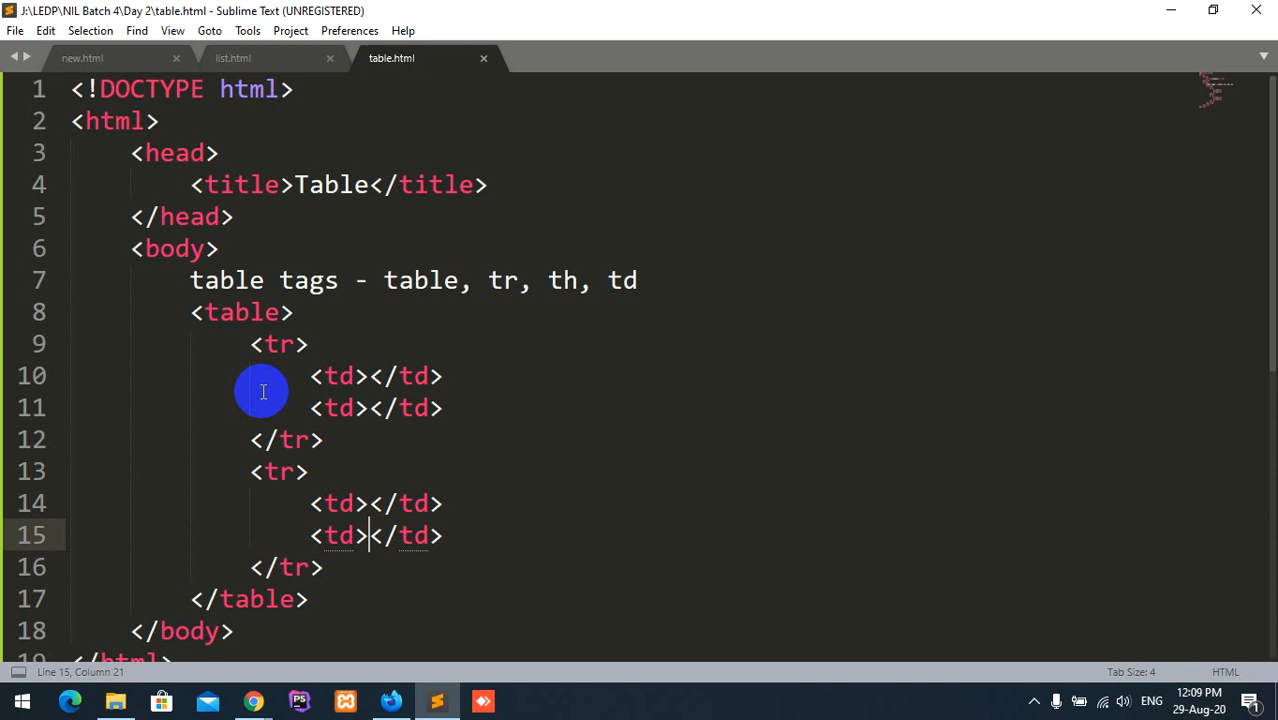 J:\LEDP\NIL Batch 4\Day 2\table.html - Sublime Text (UNREGISTERED)
File Edit Selection Find View Goto Tools Project Preferences Help
new.html list.html table.html
1 <!DOCTYPE html>
2 <html>
3 <head>
4 <title>Table</title>
5 </head>
6 <body>
7 table tags - table, tr, th, td
8 <table>
9 <tr>
10 <td></td>
11 <td></td>
12 </tr>
13 <tr>
14 <td></td>
15 <td></td>
16 </tr>
17 </table>
18 </body>
19 </html>
Line 15, Column 21 Tab Size: 4 HTML
PS ENG 12:09 PM
29-Aug-20 1